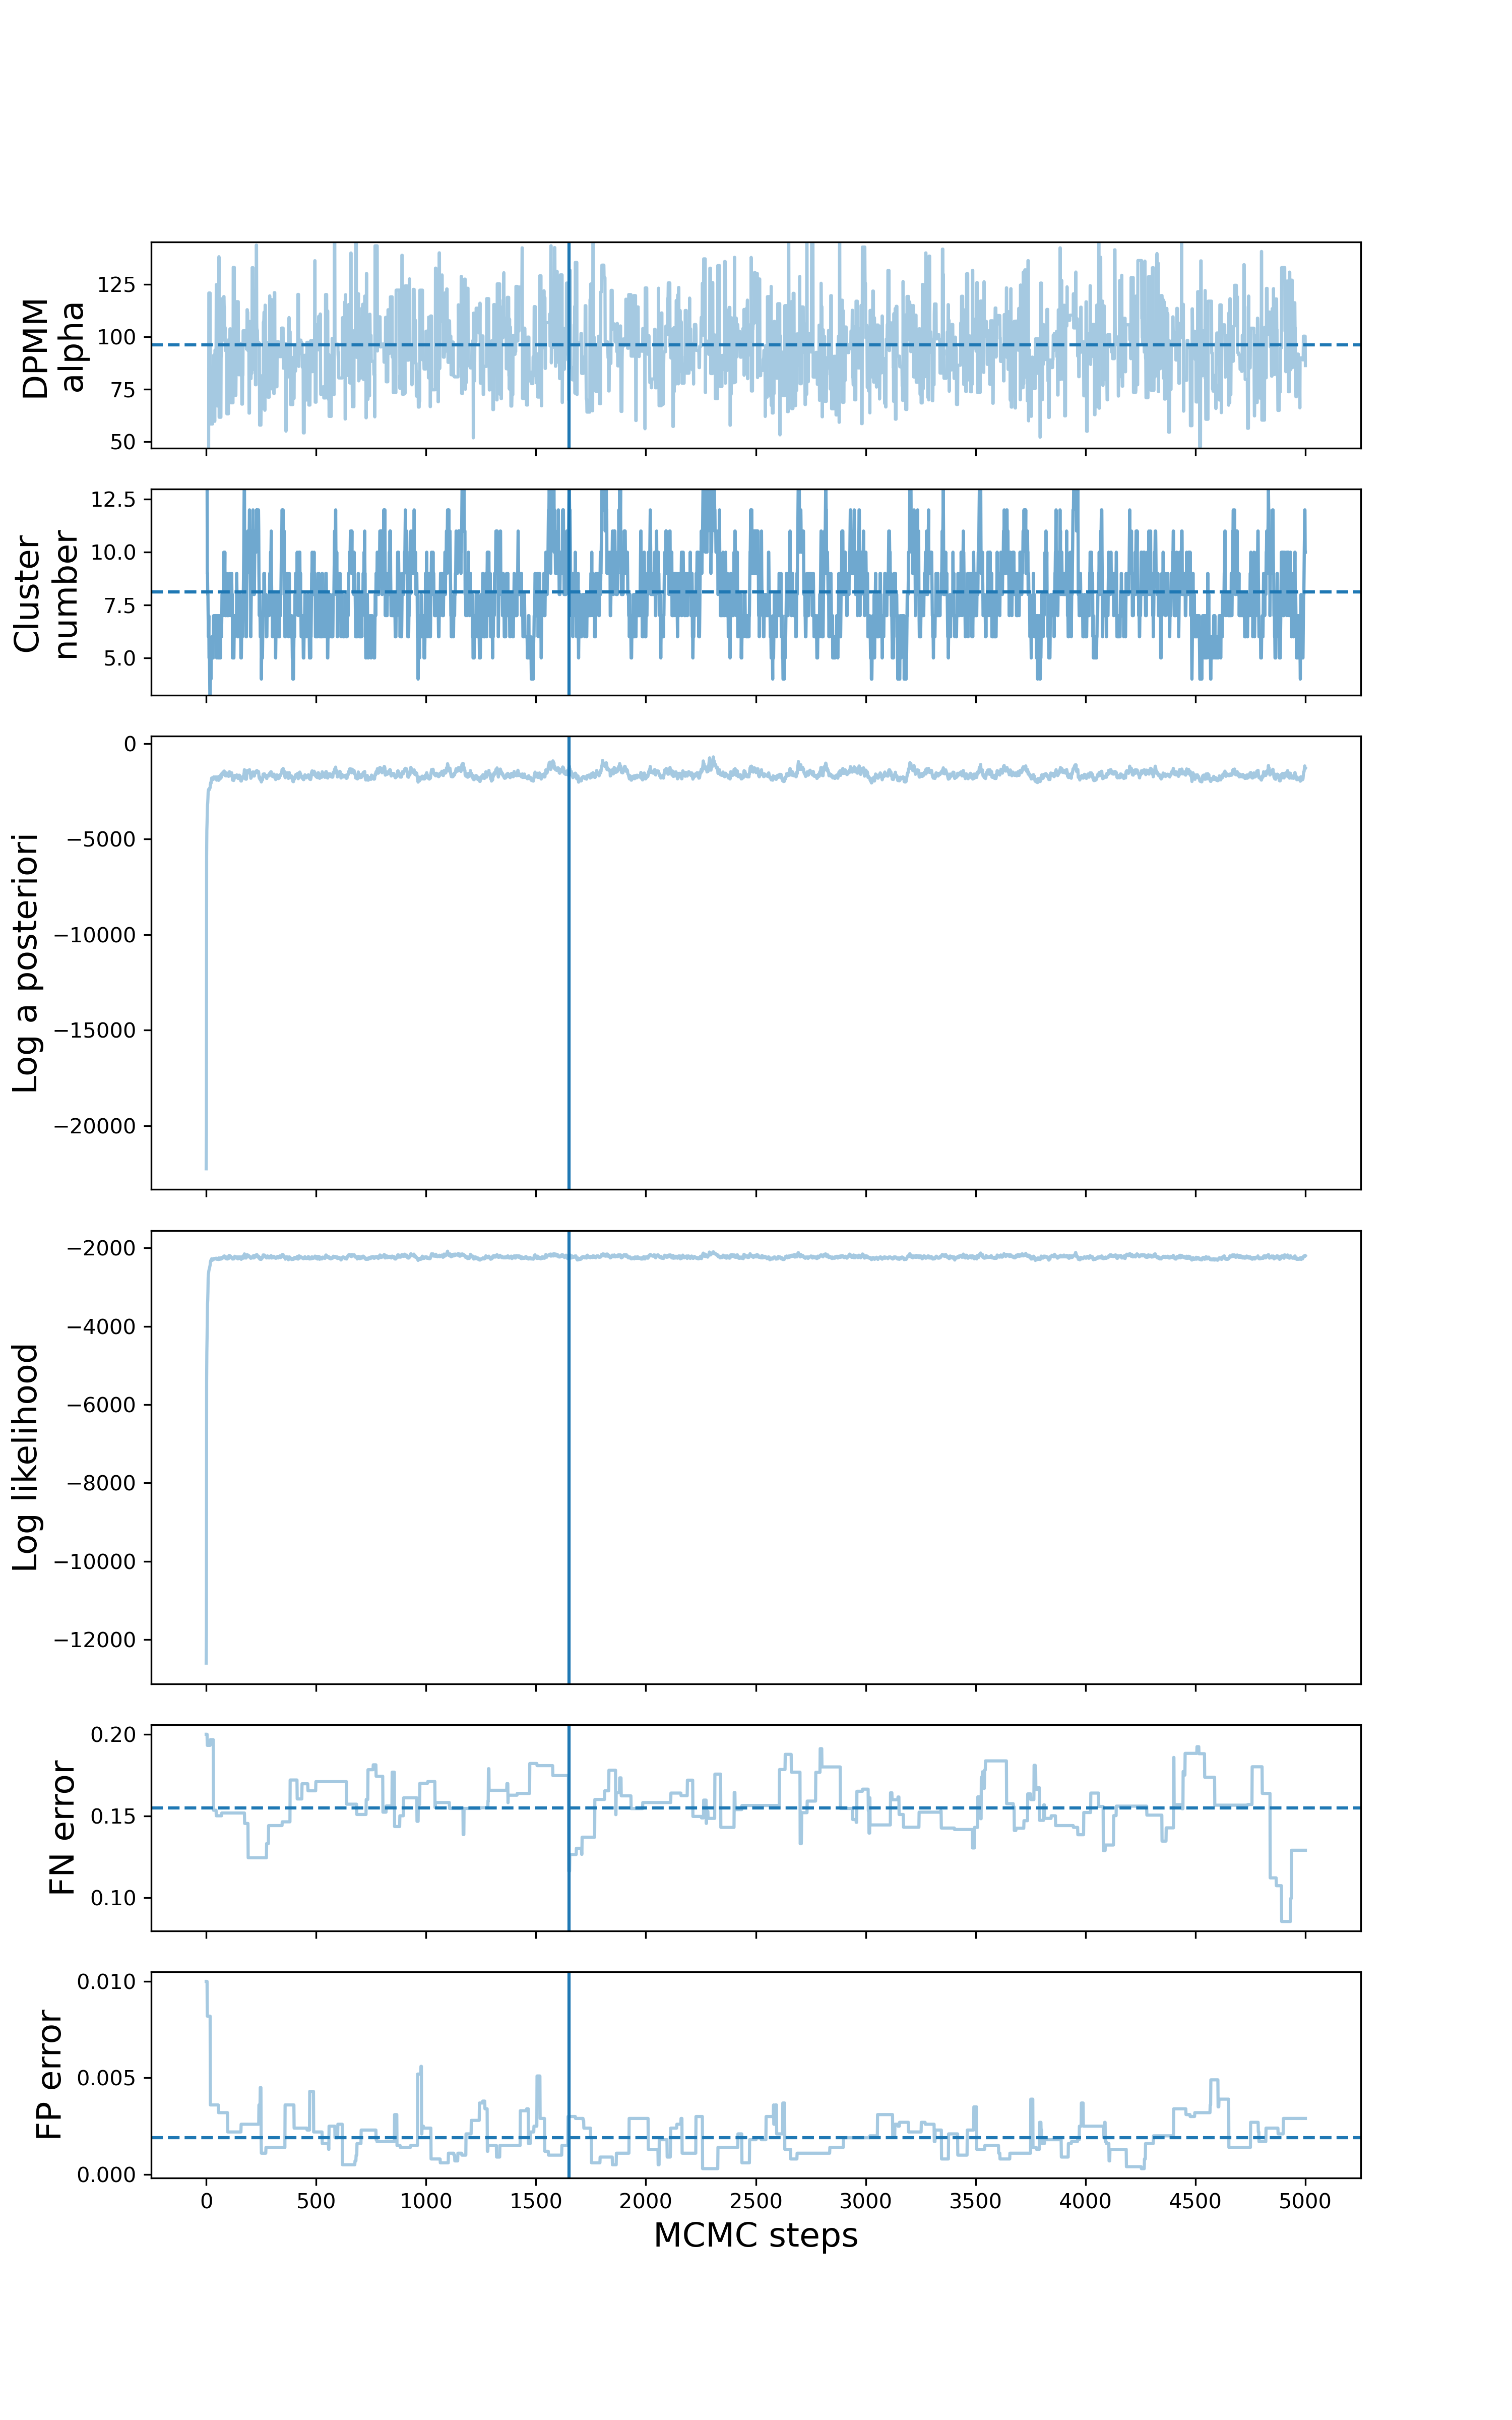 DPMM
alpha
125
100
75
50
Cluster
number
12.5
10.0
7.5
5.0
Log a posteriori
0
−5000
−10000
−15000
−20000
Log likelihood
−2000
−4000
−6000
−8000
−10000
−12000
FN error
0.20
0.15
0.10
FP error
0.010
0.005
0.000
0 500 1000 1500 2000 2500 3000 3500 4000 4500 5000
MCMC steps